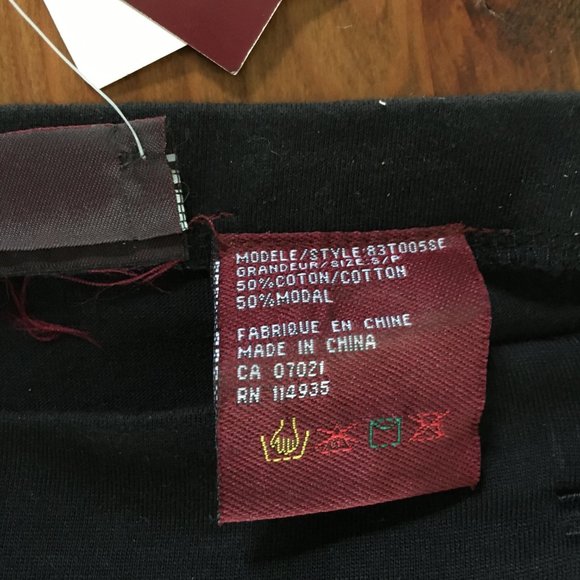 MODELE/STYLE:83T005SE
GRANDEUR/SIZE:S/P
50%COTON/COTTON
50%MODAL
FABRIQUE EN CHINE
MADE IN CHINA
CA 07021
RN 114935